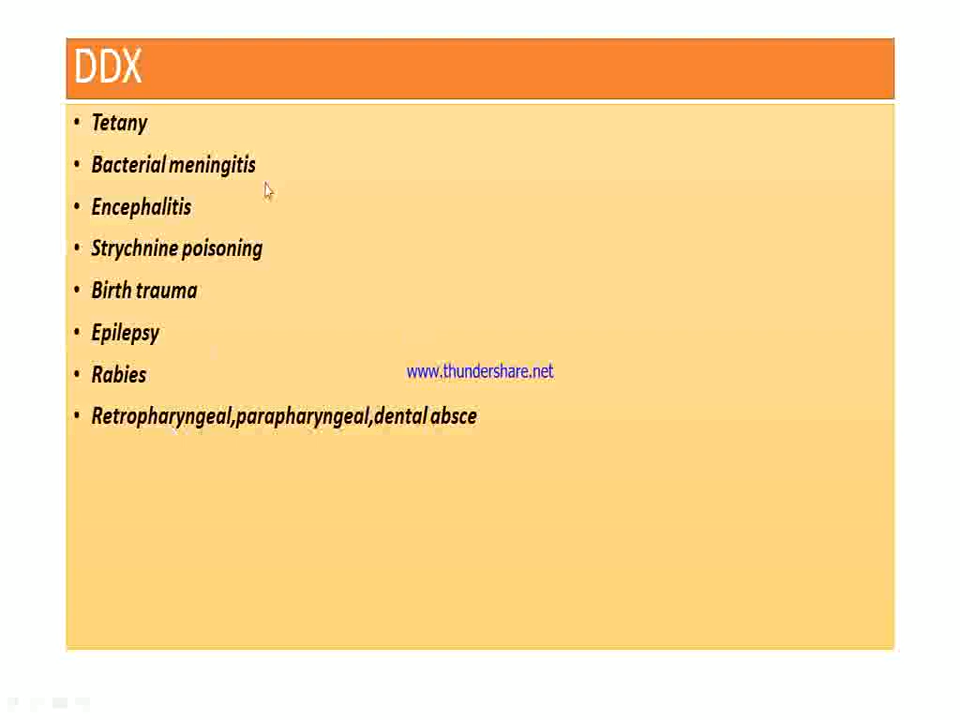 DDX
• Tetany
• Bacterial meningitis
• Encephalitis
• Strychnine poisoning
• Birth trauma
• Epilepsy
• Rabies
www.thundershare.net
• Retropharyngeal,parapharyngeal,dental absce